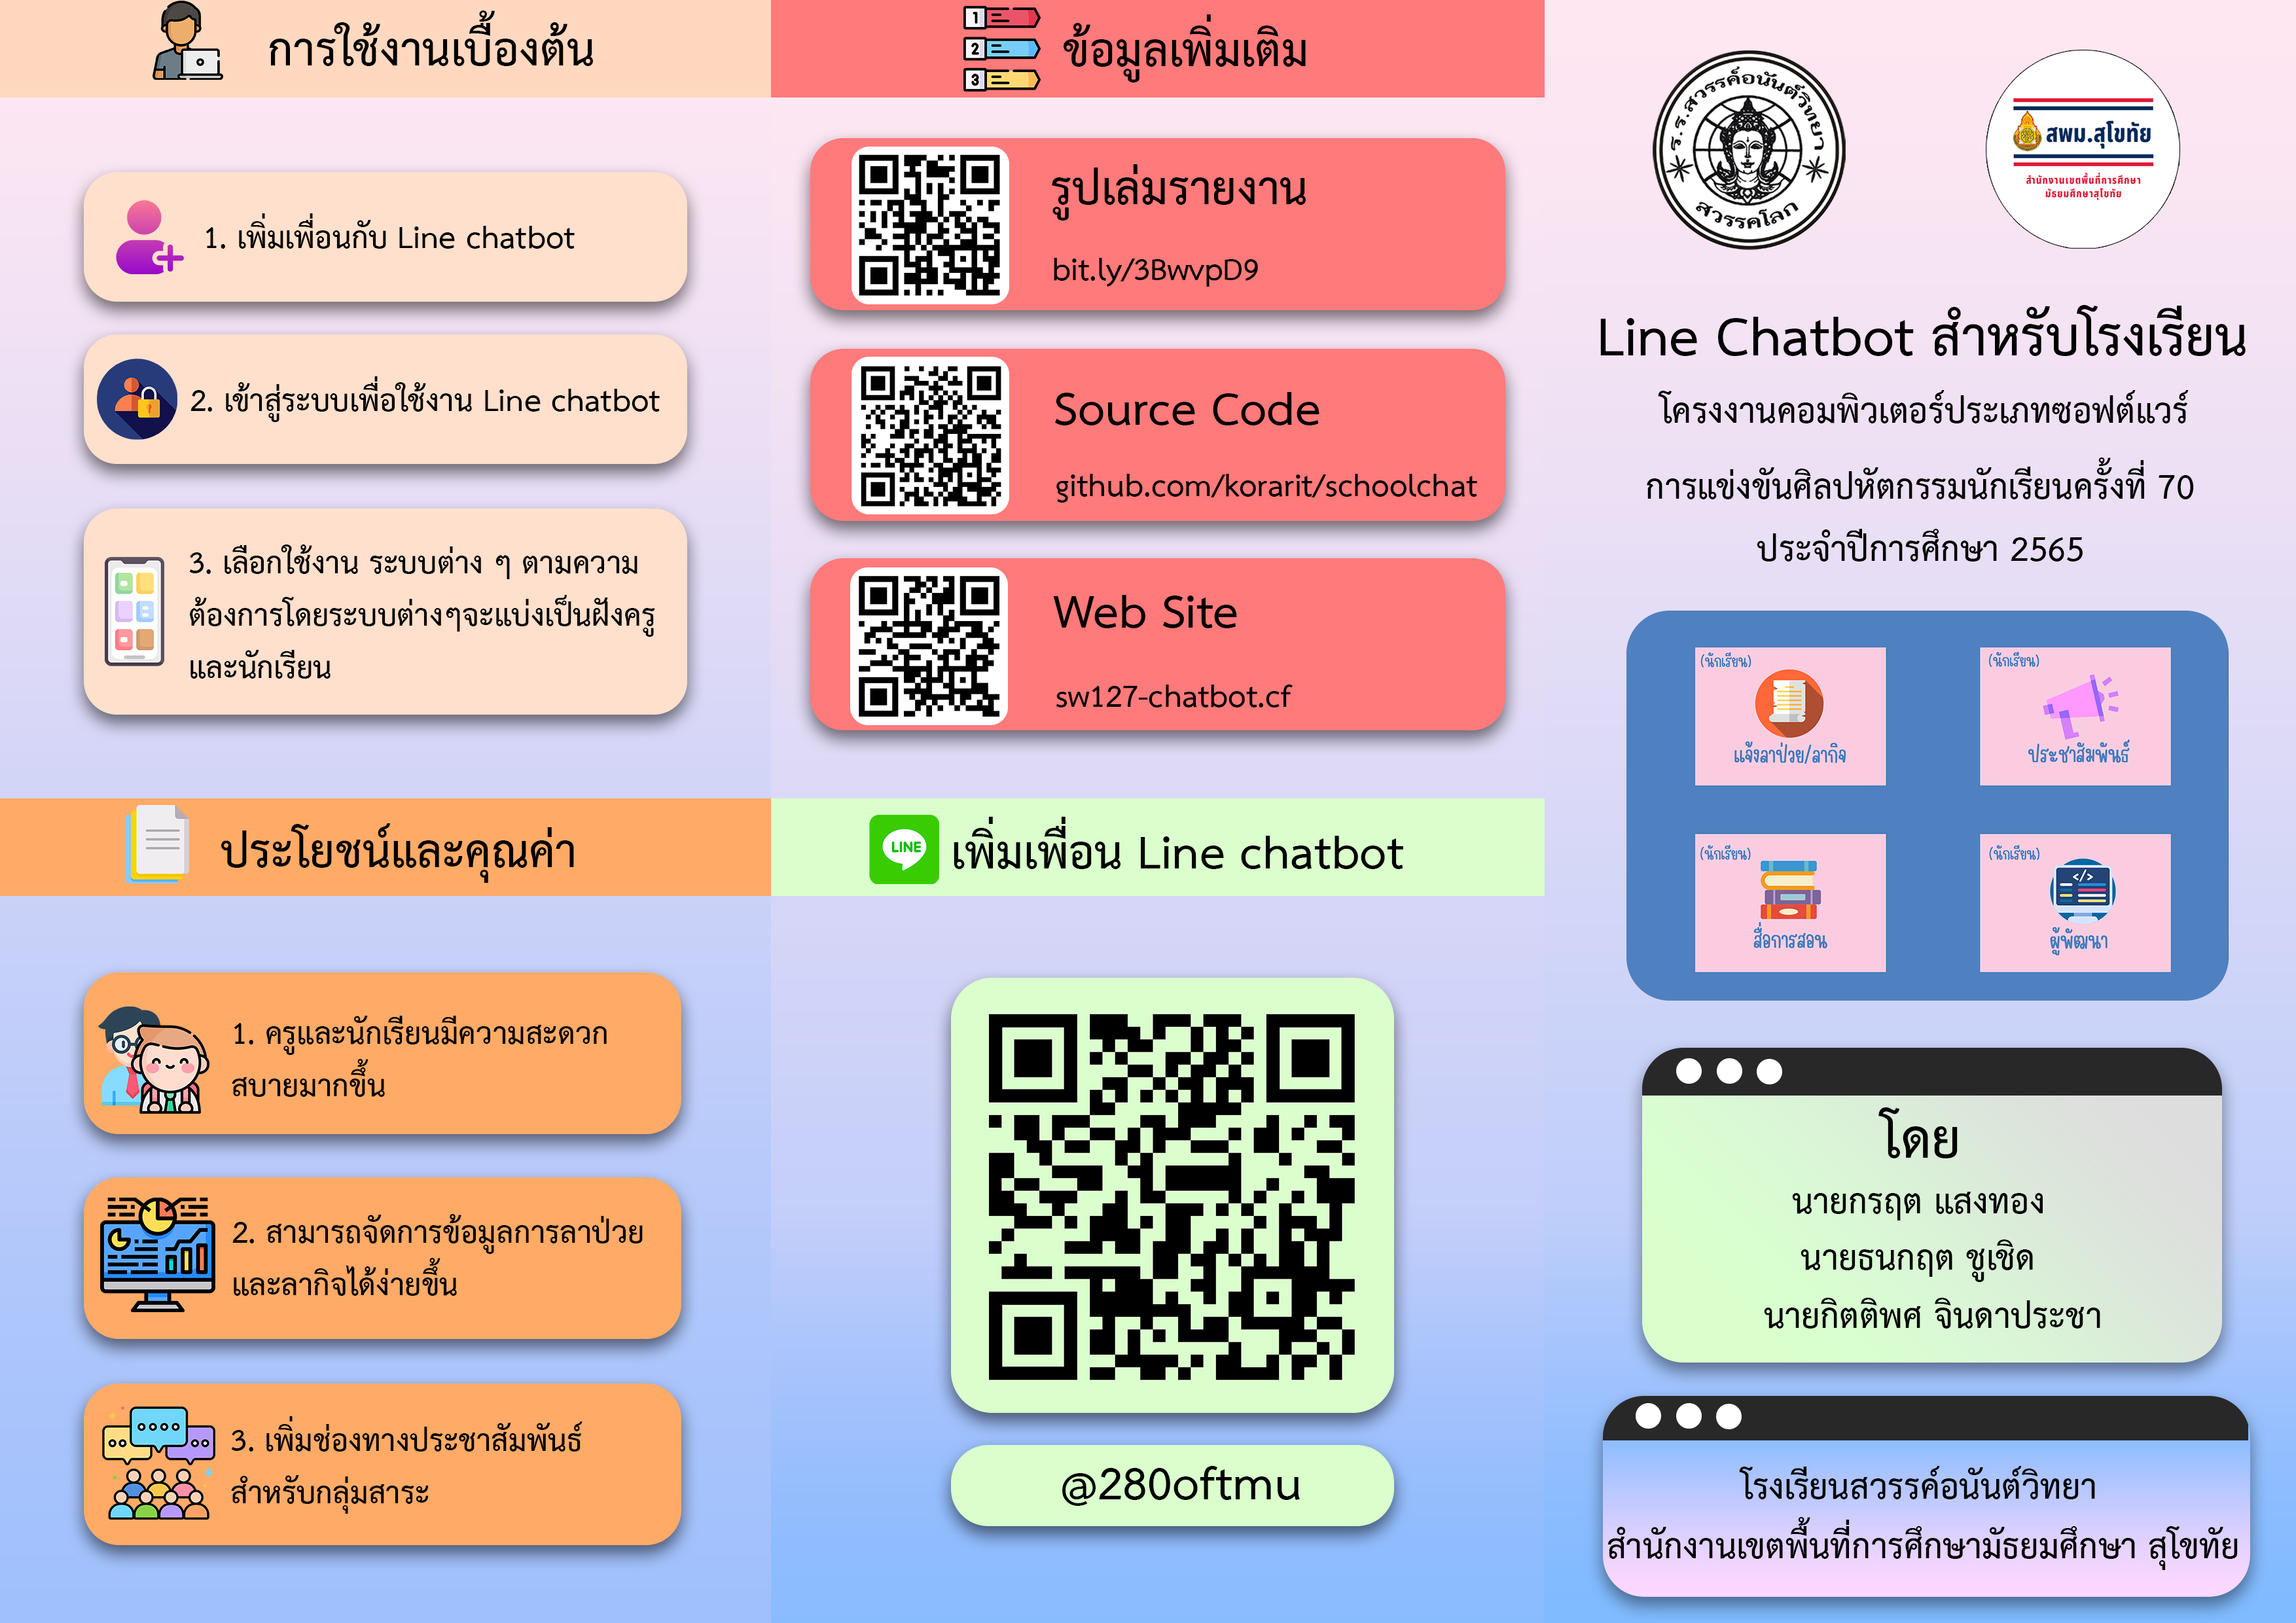 การใช้งานเบื้องต้น
1. เพิ่มเพื่อนกับ Line chatbot
2. เข้าสู่ระบบเพื่อใช้งาน Line chatbot
3. เลือกใช้งาน ระบบต่าง ๆ ตามความ
ต้องการโดยระบบต่างๆจะแบ่งเป็นฝั่งครู
และนักเรียน
ประโยชน์และคุณค่า
1. ครูและนักเรียนมีความสะดวก
สบายมากขึ้น
2. สามารถจัดการข้อมูลการลาป่วย
และลากิจได้ง่ายขึ้น
3. เพิ่มช่องทางประชาสัมพันธ์
สำหรับกลุ่มสาระ
1
2
3
ข้อมูลเพิ่มเติม
รูปเล่มรายงาน
bit.ly/3BwvpD9
Source Code
github.com/korarit/schoolchat
Web Site
sw127-chatbot.cf
LINE
เพิ่มเพื่อน Line chatbot
@280oftmu
ร.ร.สวรรค์อนันต์วิทยา
สวรรคโลก
สพม.สุโขทัย
สำนักงานเขตพื้นที่การศึกษา
มัธยมศึกษาสุโขทัย
Line Chatbot สำหรับโรงเรียน
โครงงานคอมพิวเตอร์ประเภทซอฟต์แวร์
การแข่งขันศิลปหัตกรรมนักเรียนครั้งที่ 70
ประจำปีการศึกษา 2565
(นักเรียน)
แจ้งลาป่วย/ลากิจ
(นักเรียน)
ประชาสัมพันธ์
(นักเรียน)
สื่อการสอน
(นักเรียน)
</>
ผู้พัฒนา
โดย
นายกรฤต แสงทอง
นายธนกฤต ชูเชิด
นายกิตติพศ จินดาประชา
โรงเรียนสวรรค์อนันต์วิทยา
สำนักงานเขตพื้นที่การศึกษามัธยมศึกษา สุโขทัย